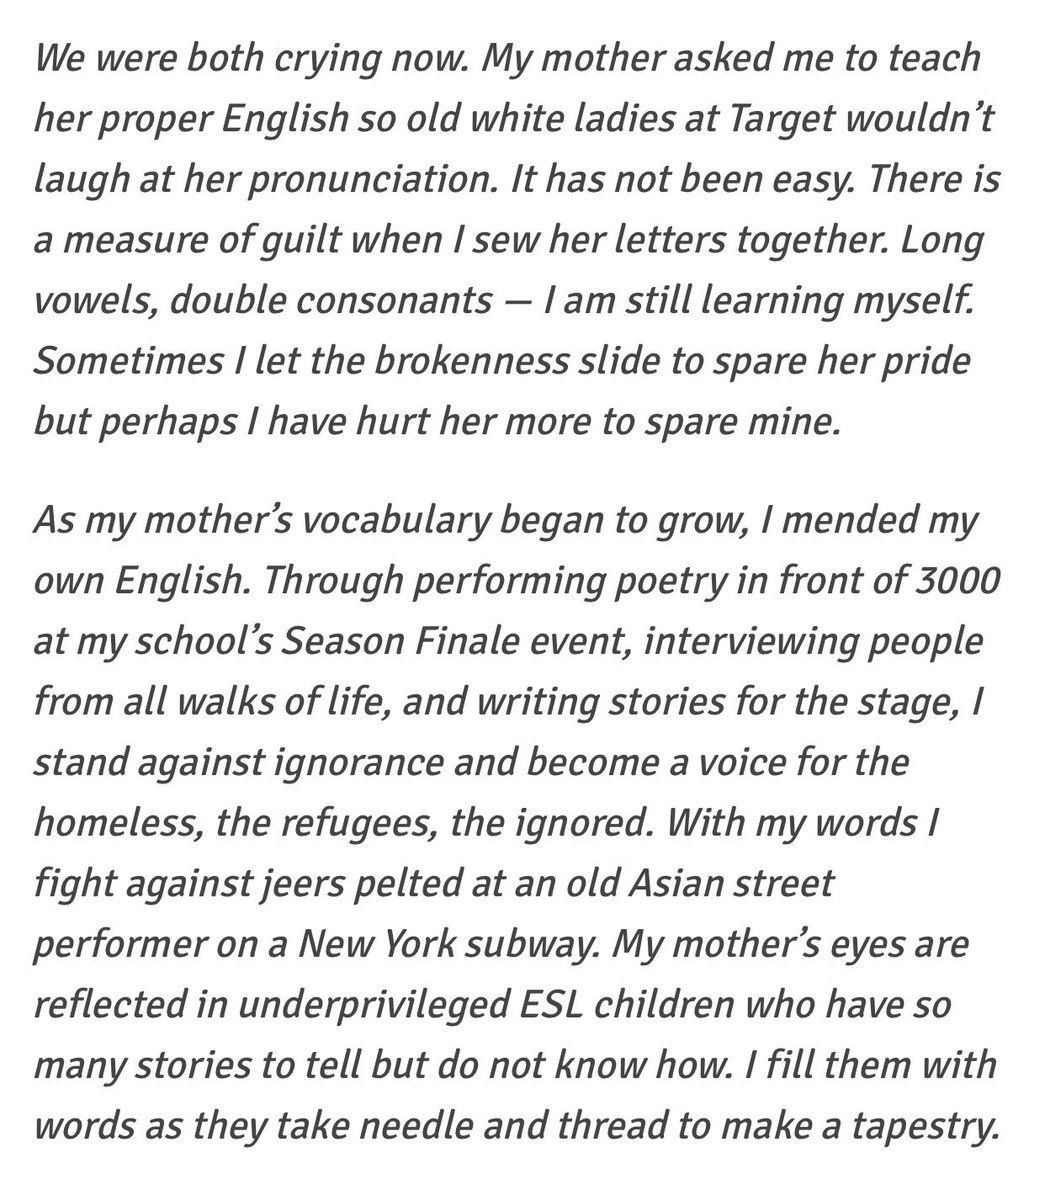 We were both crying now. My mother asked me to teach
her proper English so old white ladies at Target wouldn’t
laugh at her pronunciation. It has not been easy. There is
a measure of guilt when I sew her letters together. Long
vowels, double consonants — I am still learning myself.
Sometimes I let the brokenness slide to spare her pride
but perhaps I have hurt her more to spare mine.
As my mother’s vocabulary began to grow, I mended my
own English. Through performing poetry in front of 3000
at my school’s Season Finale event, interviewing people
from all walks of life, and writing stories for the stage, I
stand against ignorance and become a voice for the
homeless, the refugees, the ignored. With my words I
fight against jeers pelted at an old Asian street
performer on a New York subway. My mother’s eyes are
reflected in underprivileged ESL children who have so
many stories to tell but do not know how. I fill them with
words as they take needle and thread to make a tapestry.